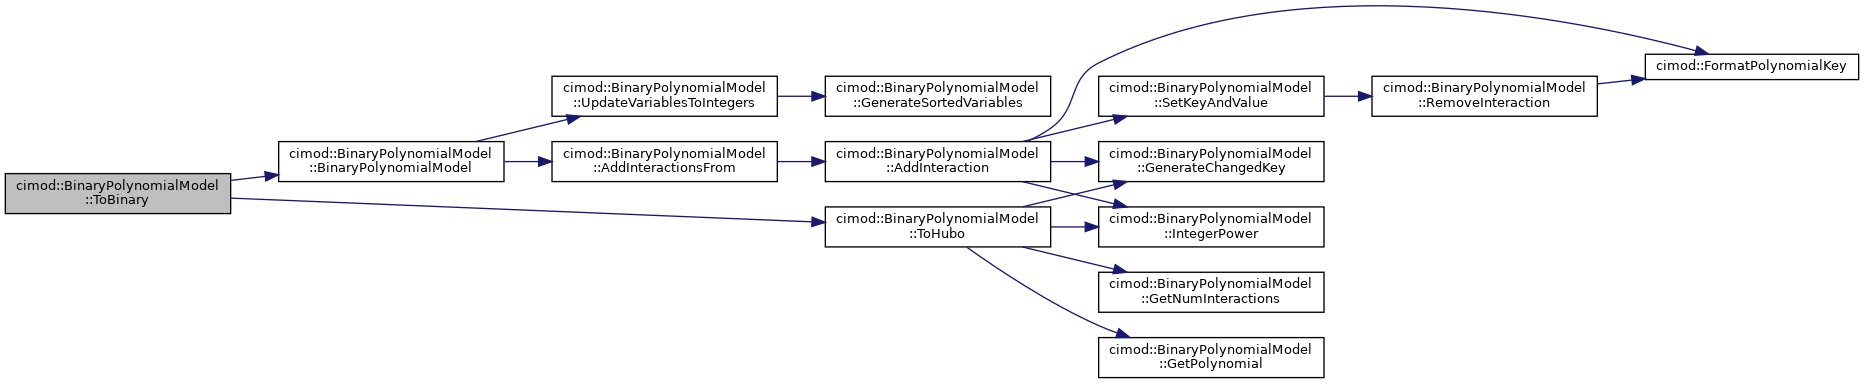 cimod::BinaryPolynomialModel
::ToBinary
cimod::BinaryPolynomialModel
::BinaryPolynomialModel
cimod::BinaryPolynomialModel
::UpdateVariablesToIntegers
cimod::BinaryPolynomialModel
::AddInteractionsFrom
cimod::BinaryPolynomialModel
::GenerateSortedVariables
cimod::BinaryPolynomialModel
::AddInteraction
cimod::BinaryPolynomialModel
::ToHubo
cimod::BinaryPolynomialModel
::SetKeyAndValue
cimod::BinaryPolynomialModel
::GenerateChangedKey
cimod::BinaryPolynomialModel
::IntegerPower
cimod::BinaryPolynomialModel
::GetNumInteractions
cimod::BinaryPolynomialModel
::GetPolynomial
cimod::BinaryPolynomialModel
::RemoveInteraction
cimod::FormatPolynomialKey